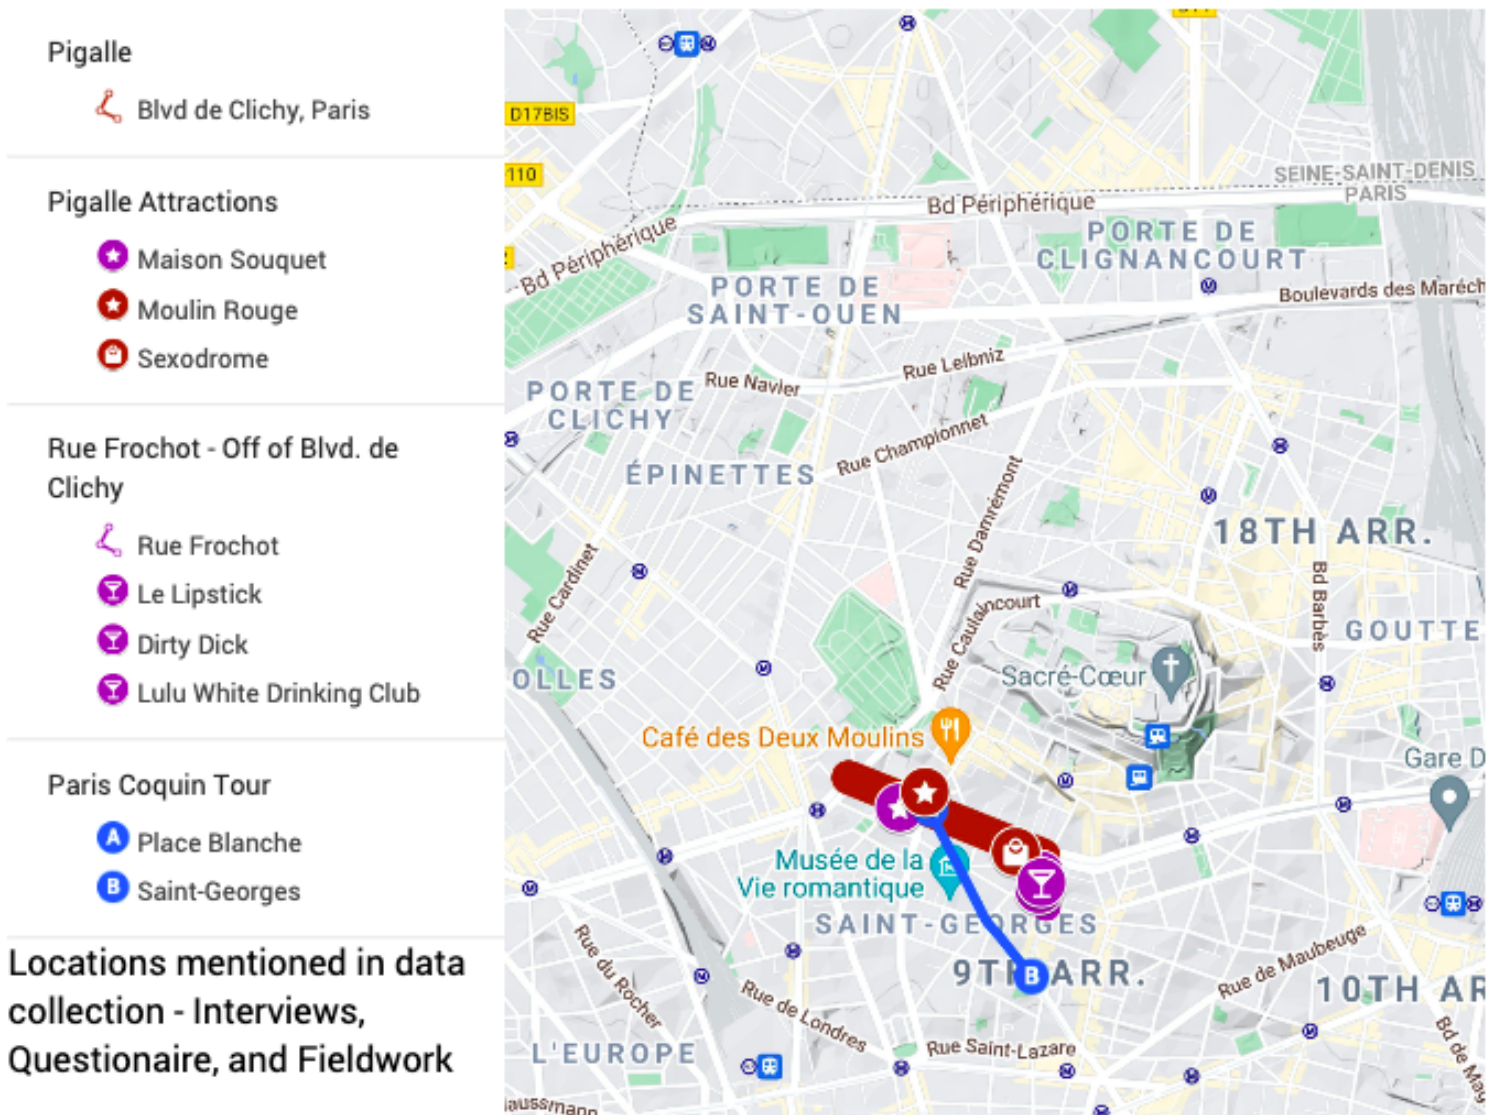 Pigalle
Blvd de Clichy, Paris
Pigalle Attractions
Maison Souquet
Moulin Rouge
Sexodrome
Rue Frochot - Off of Blvd. de
Clichy
Rue Frochot
Le Lipstick
Dirty Dick
Lulu White Drinking Club
Paris Coquin Tour
A Place Blanche
B Saint-Georges
Locations mentioned in data
collection - Interviews,
Questionaire, and Fieldwork
D17BIS
110
SEINE-SAINT-DENIS
PARIS
Bd Périphérique
Bd Périphérique
PORTE DE
CLIGNANCOURT
PORTE DE
SAINT-OUEN
Boulevards des Maréch
Rue Leibniz
Rue Navier
PORTE DE
CLICHY
Rue Championnet
ÉPINETTES
Rue Damrémont
18TH ARR.
Rue Cardinet
Bd Barbès
Rue Caulaincourt
GOUTTE
Sacré-Cœur
OLLES
Café des Deux Moulins
Gare D
Musée de la
Vie romantique
SAINT-GEORGES
9TH ARR.
B
Rue de Maubeuge
10TH AR
Rue du Rocher
Rue de Londres
Rue Saint-Lazare
L'EUROPE
Bd de Mag
aussmann